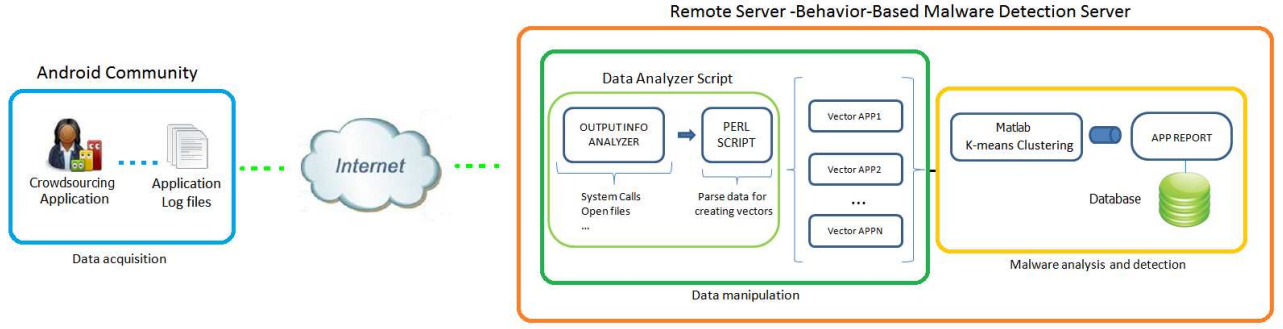 Remote Server -Behavior-Based Malware Detection Server
Android Community
Crowdsourcing
Application
Application
Log files
Data acquisition
Internet
Data Analyzer Script
OUTPUT INFO
ANALYZER
PERL
SCRIPT
System Calls
Open files
...
Parse data for
creating vectors
Vector APP1
Vector APP2
...
Vector APPN
Data manipulation
Matlab
K-means Clustering
APP REPORT
Database
Malware analysis and detection